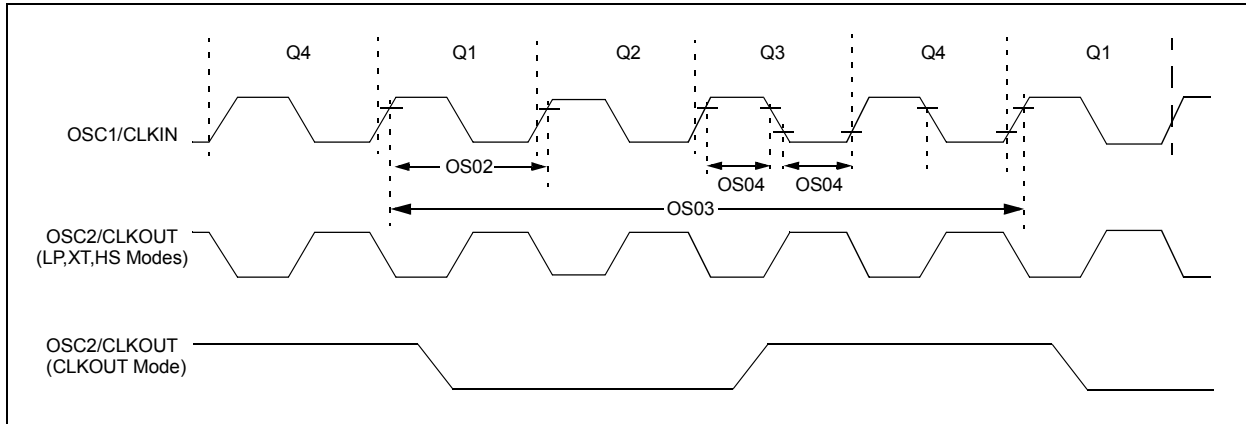 Q4 Q1 Q2 Q3 Q4 Q1
OSC1/CLKIN
OS02
OS04 OS04
OS03
OSC2/CLKOUT
(LP,XT,HS Modes)
OSC2/CLKOUT
(CLKOUT Mode)